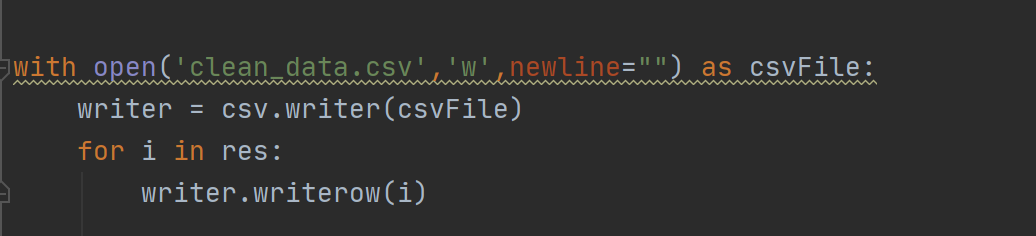 with open('clean_data.csv','w',newline="") as csvFile:
    writer = csv.writer(csvFile)
    for i in res:
        writer.writerow(i)